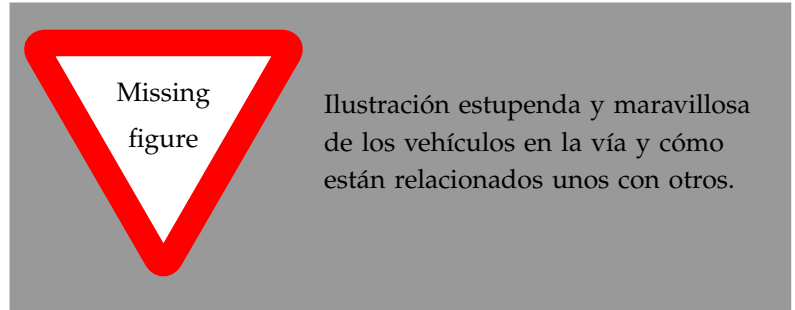 Missing
figure
Ilustración estupenda y maravillosa
de los vehículos en la vía y cómo
están relacionados unos con otros.